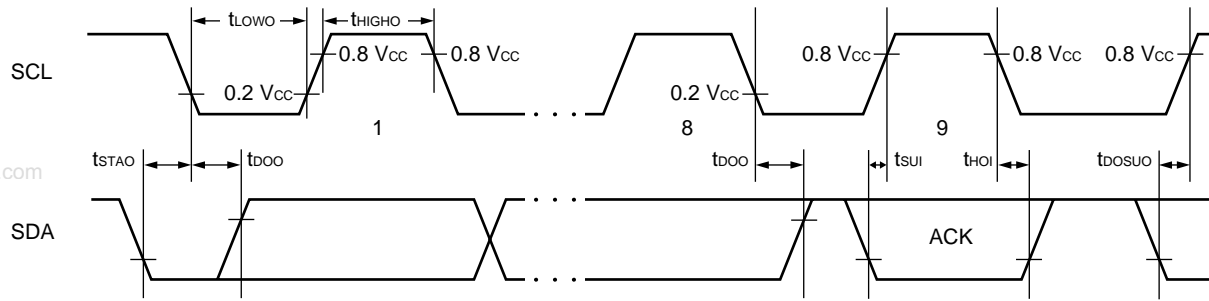 tLOWO tHIGHO
SCL 0.8 VCC 0.8 VCC 0.8 VCC 0.8 VCC 0.8 VCC
0.2 VCC 0.2 VCC
. . . .
1 8 9
tSTAO tDOO tDOO tSUI tHOI tDOSUO
.com
SDA ACK
. . . .
. . . .